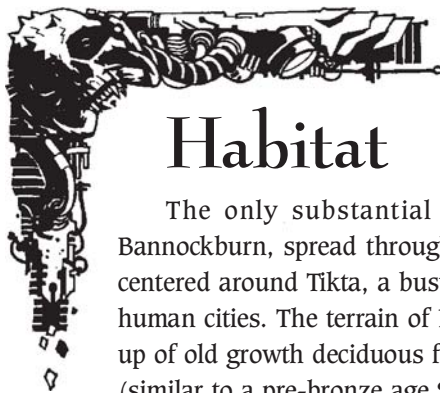 Habitat
The only substantial
Bannockburn, spread through
centered around Tikta, a bus
human cities. The terrain of
up of old growth deciduous f
(similar to a pre-bronze age